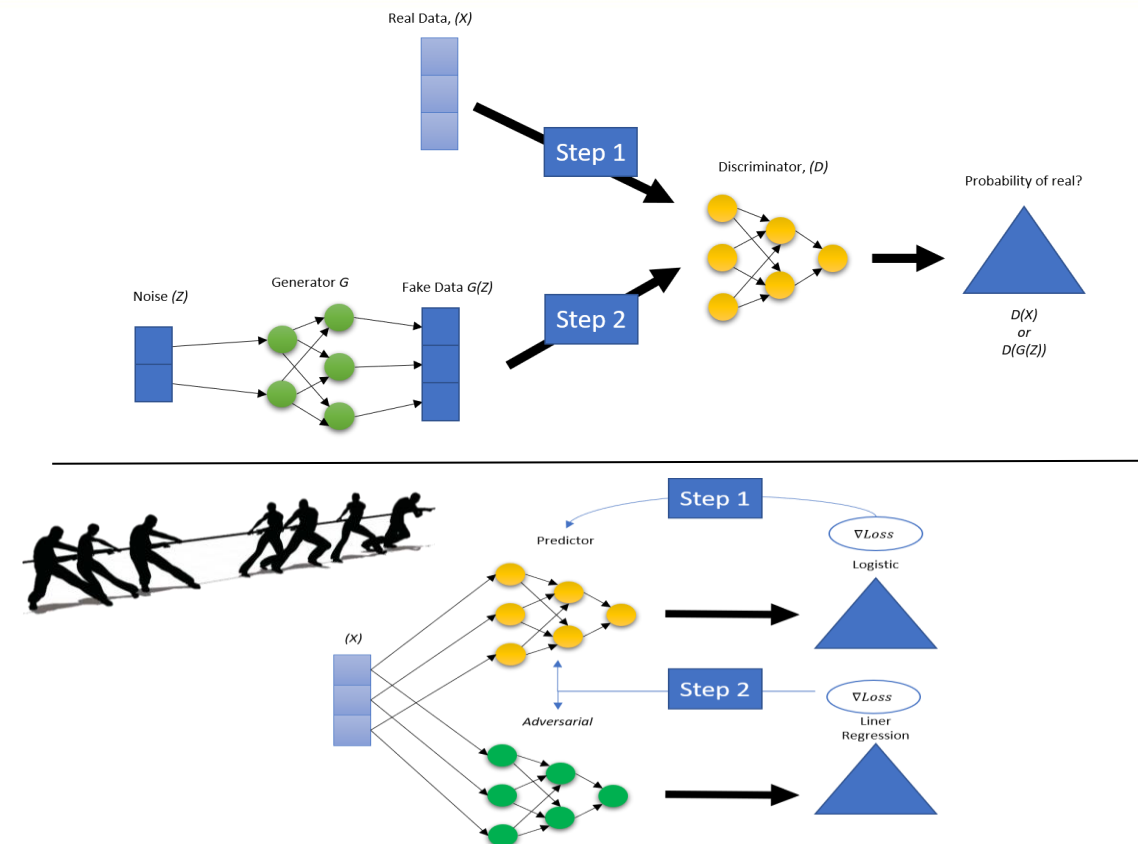 Real Data, (X)
Step 1
Discriminator, (D)
Probability of real?
Generator G
Fake Data G(Z)
Noise (Z)
Step 2
D(X)
or
D(G(Z))
Step 1
∇Loss
Predictor
Logistic
(X)
Step 2
∇Loss
Adversarial
Liner
Regression